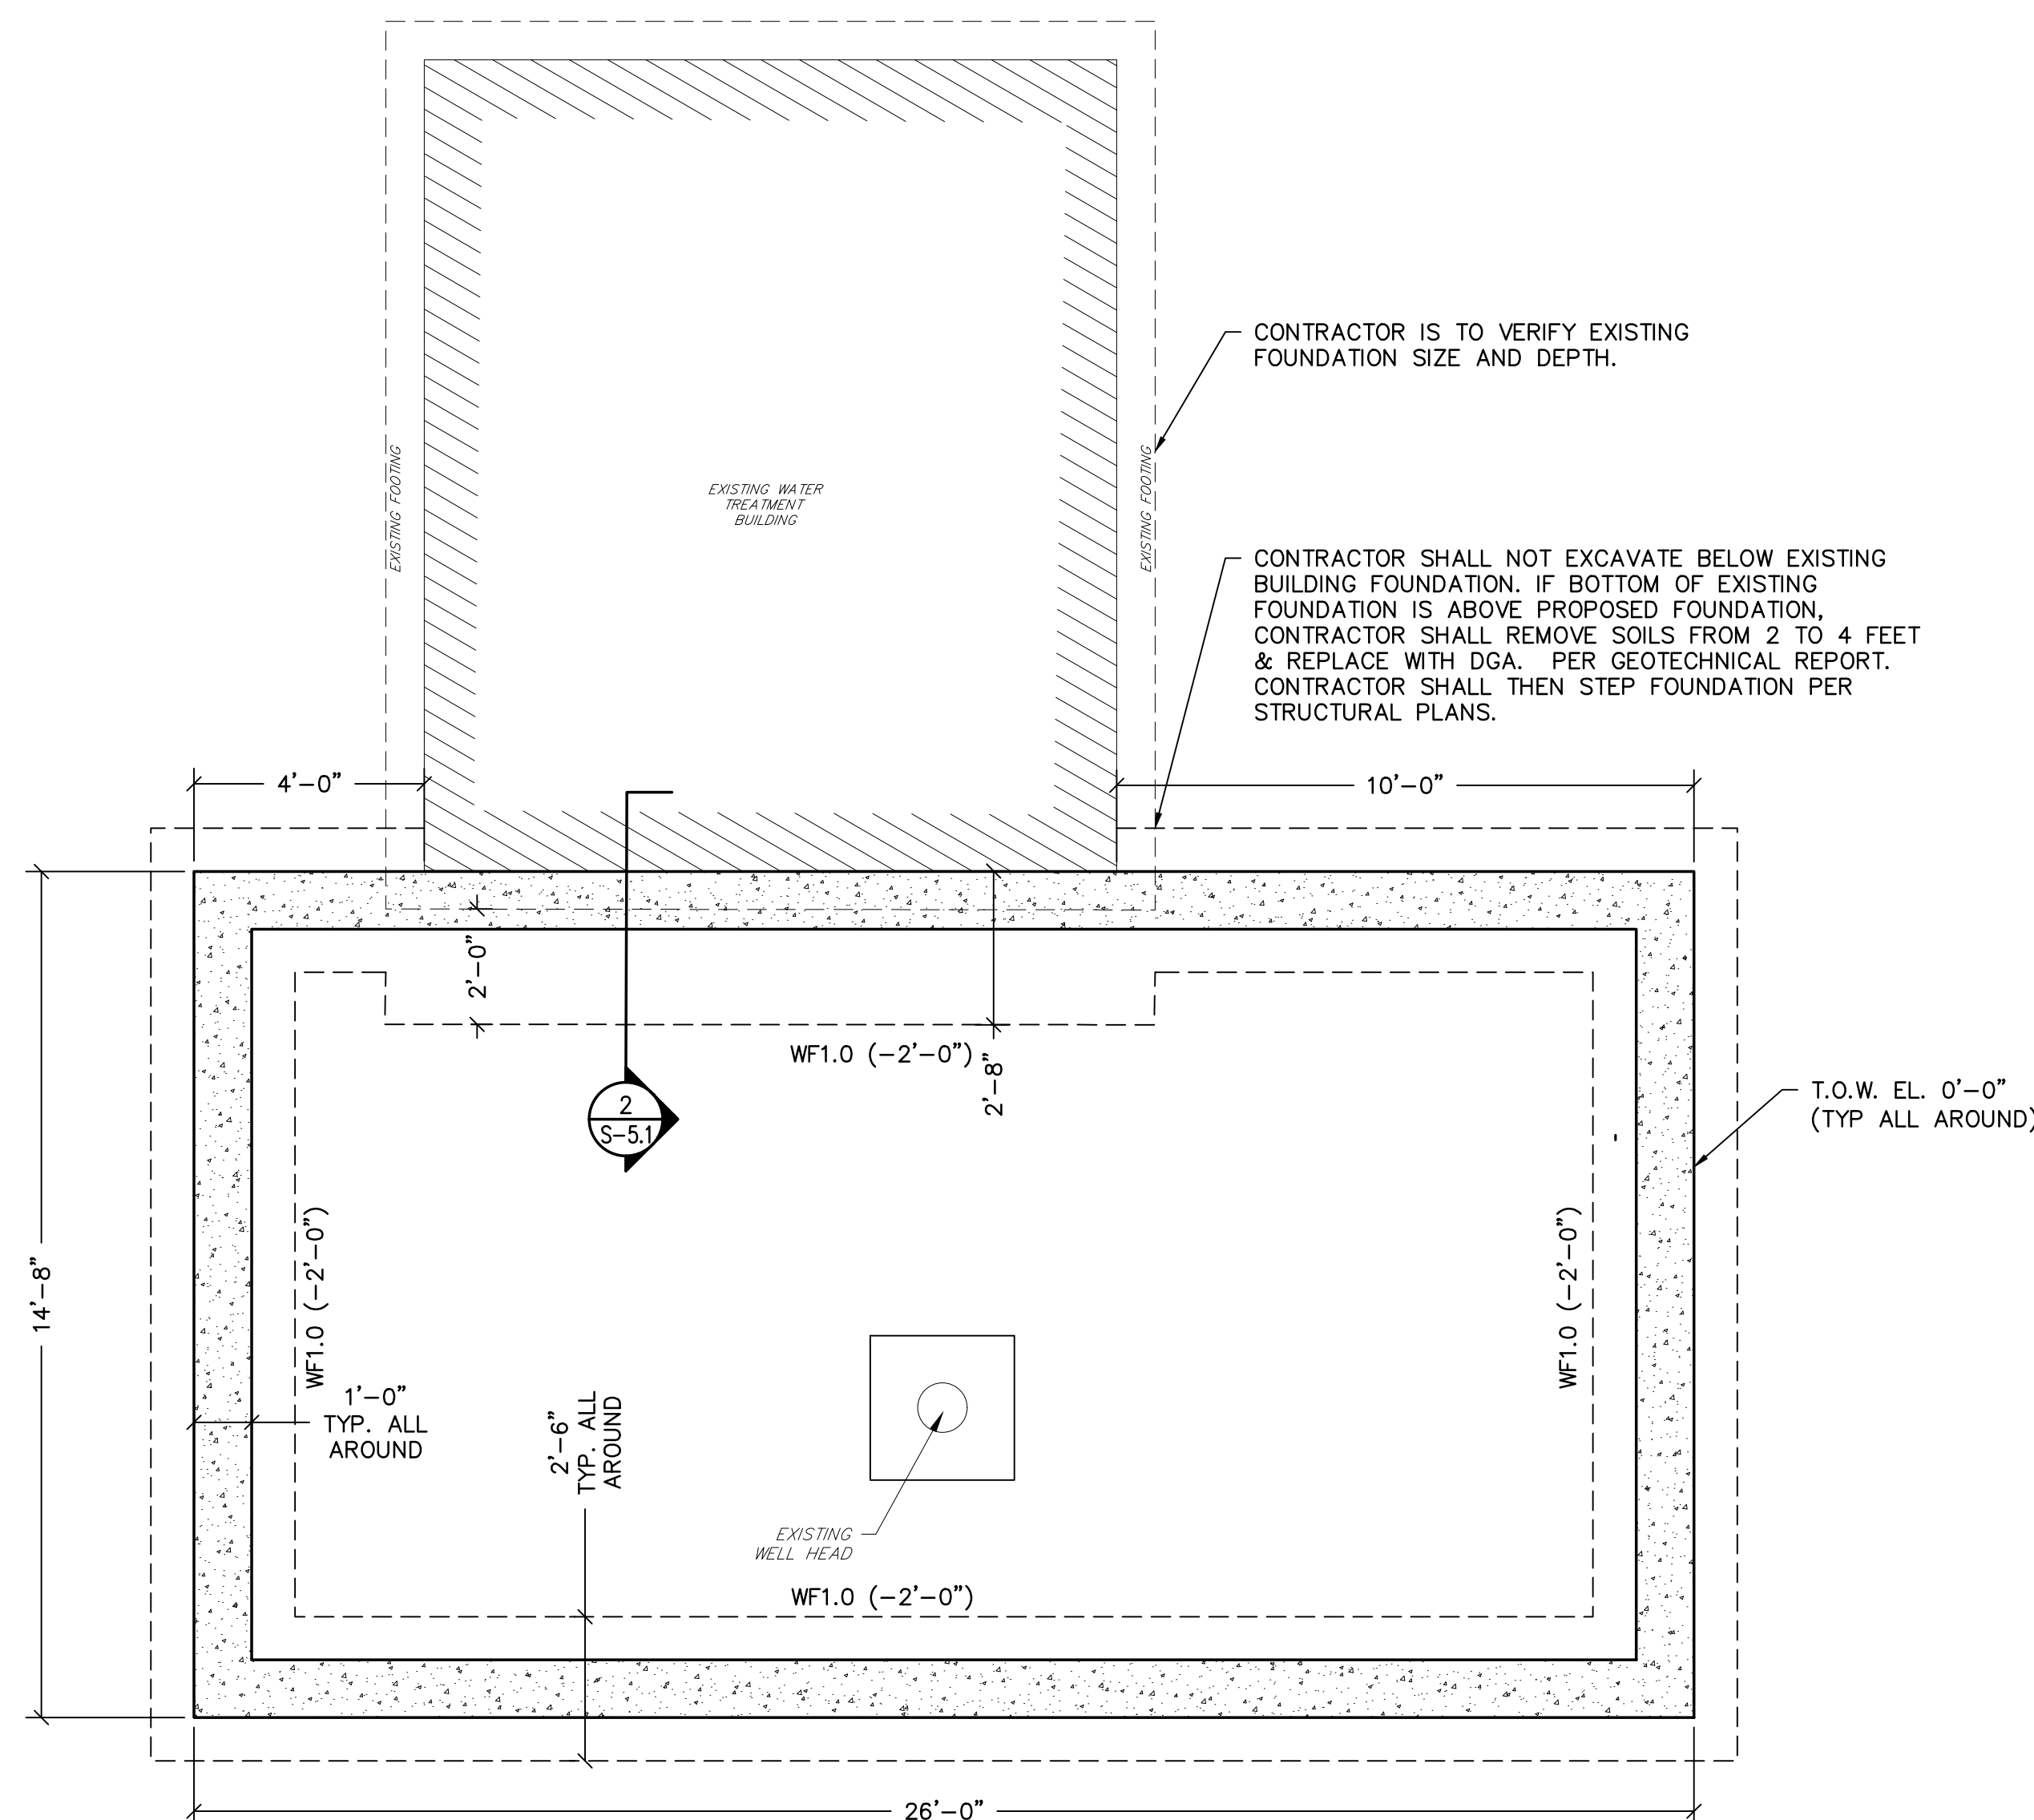 EXISTING FOOTING
EXISTING WATER
TREATMENT
BUILDING
EXISTING FOOTING
CONTRACTOR IS TO VERIFY EXISTING
FOUNDATION SIZE AND DEPTH.
CONTRACTOR SHALL NOT EXCAVATE BELOW EXISTING
BUILDING FOUNDATION. IF BOTTOM OF EXISTING
FOUNDATION IS ABOVE PROPOSED FOUNDATION,
CONTRACTOR SHALL REMOVE SOILS FROM 2 TO 4 FEET
& REPLACE WITH DGA. PER GEOTECHNICAL REPORT.
CONTRACTOR SHALL THEN STEP FOUNDATION PER
STRUCTURAL PLANS.
4'-0"
10'-0"
2'-0"
WF1.0 (-2'-0")
2'-8"
2
S-5.1
T.O.W. EL. 0'-0"
(TYP ALL AROUND)
14'-8"
WF1.0 (-2'-0")
WF1.0 (-2'-0")
1'-0"
TYP. ALL
AROUND
2'-6"
TYP. ALL
AROUND
EXISTING
WELL HEAD
WF1.0 (-2'-0")
26'-0"